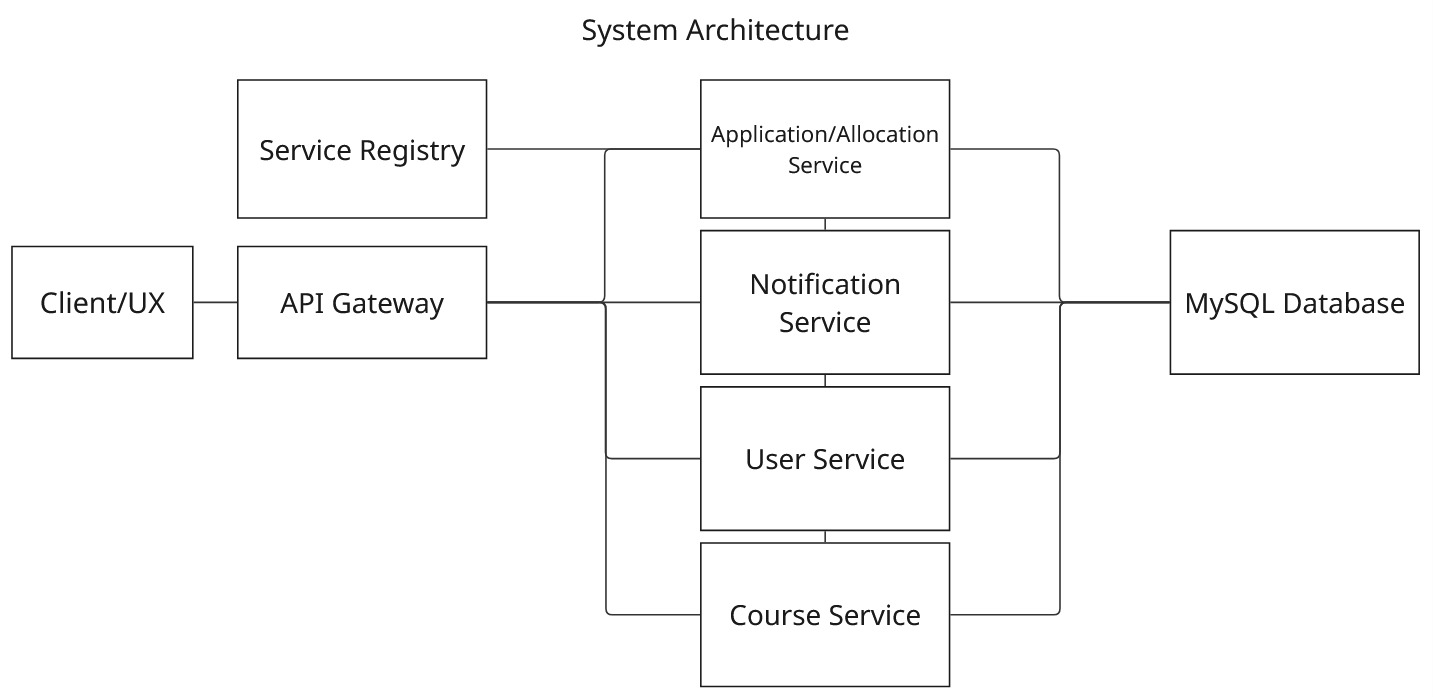 System Architecture
Service Registry
Application/Allocation
Service
Client/UX
API Gateway
Notification
Service
MySQL Database
User Service
Course Service